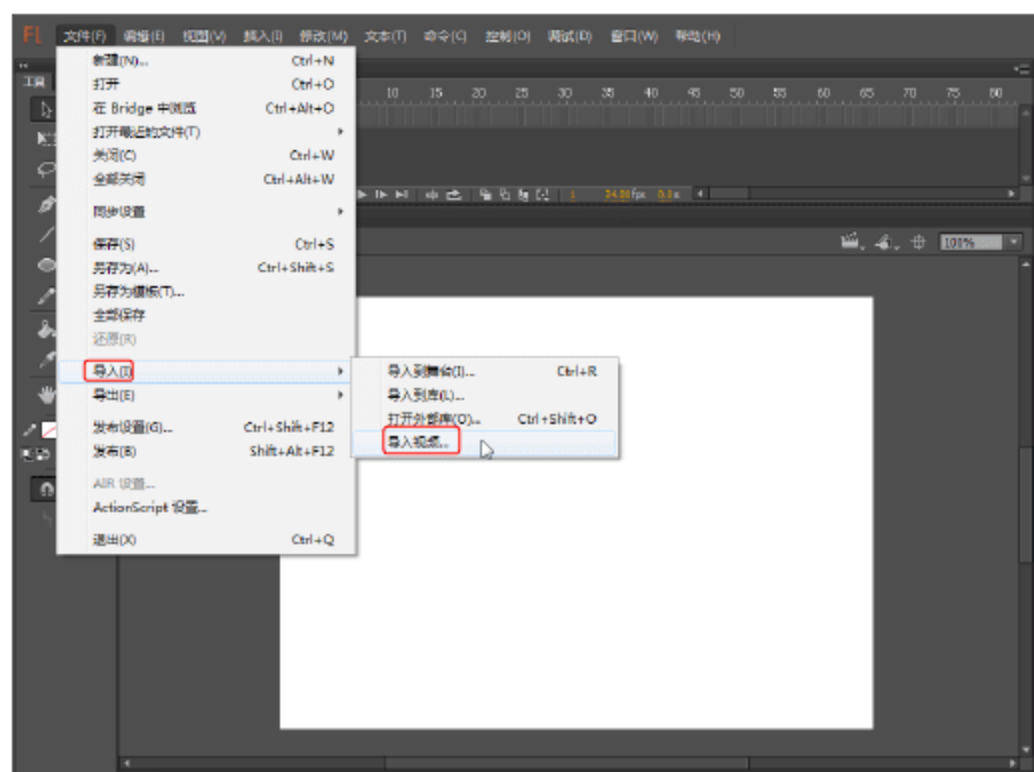 FL 文件(F) 编辑(E) 视图(V) 插入(I) 修改(M) 文本(T) 命令(C) 控制(O) 调试(D) 窗口(W) 帮助(H)
工具
新建(N)... Ctrl+N
打开 Ctrl+O
10 15 20 25 30 35 40 45 50 55 60 65 70 75 80
在 Bridge 中浏览 Ctrl+Alt+O
打开最近的文件(T)
关闭(C) Ctrl+W
全部关闭 Ctrl+Alt+W
1 24.00fps 0.0s
同步设置
保存(S) Ctrl+S
100%
另存为(A)... Ctrl+Shift+S
另存为模板(T)...
全部保存
还原(R)
导入(I)
导出(E)
发布设置(G)... Ctrl+Shift+F12
发布(B) Shift+Alt+F12
AIR 设置...
ActionScript 设置...
退出(X) Ctrl+Q
导入到舞台(I)... Ctrl+R
导入到库(L)...
打开外部库(O)... Ctrl+Shift+O
导入视频...